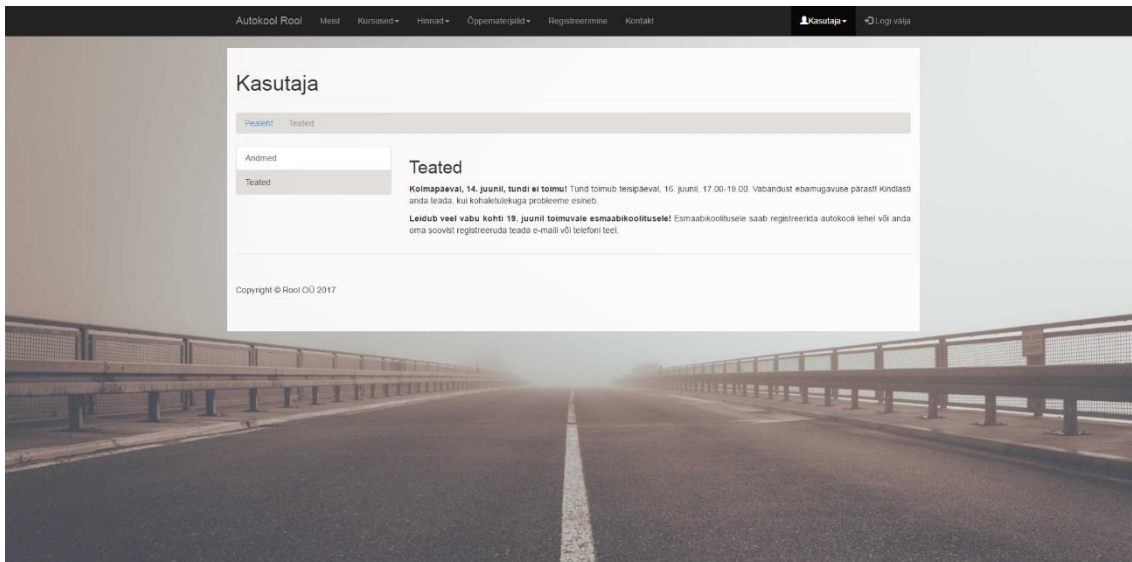 Autokool Rool Meist Kursused Hinnad Õppematerjalid Registreerimine Kontakt Kasutaja Logi välja
Kasutaja
Pealeht Teated
Andmed
Teated
Teated
Kolmapäeval, 14. juunil, tundi ei toimu! Tund toimub teisipäeval, 16. juunil, 17.00-19.00. Vabandust ebamugavuse pärast! Kindlasti
anda teada, kui kohaletulekuga probleeme esineb.
Leidub veel vabu kohti 19. juunil toimuvale esmaabikoolitusele! Esmaabikoolitusele saab registreerida autokooli lehel või anda
oma soovist registreeruda teada e-maili või telefoni teel.
Copyright © Rool OÜ 2017